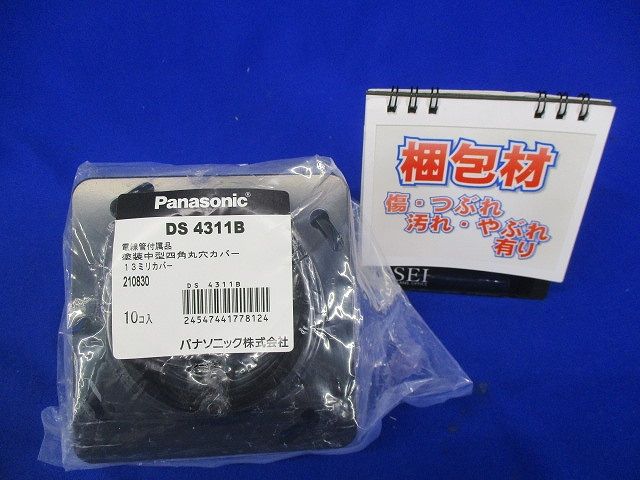 Panasonic
DS 4311B
電線管付属品
塗装中型四角丸穴カバー
13ミリカバー
210830
DS 4311B
10コ入
24547441778124
パナソニック株式会社
梱包材
傷・つぶれ
汚れ・やぶれ
有り
SEI